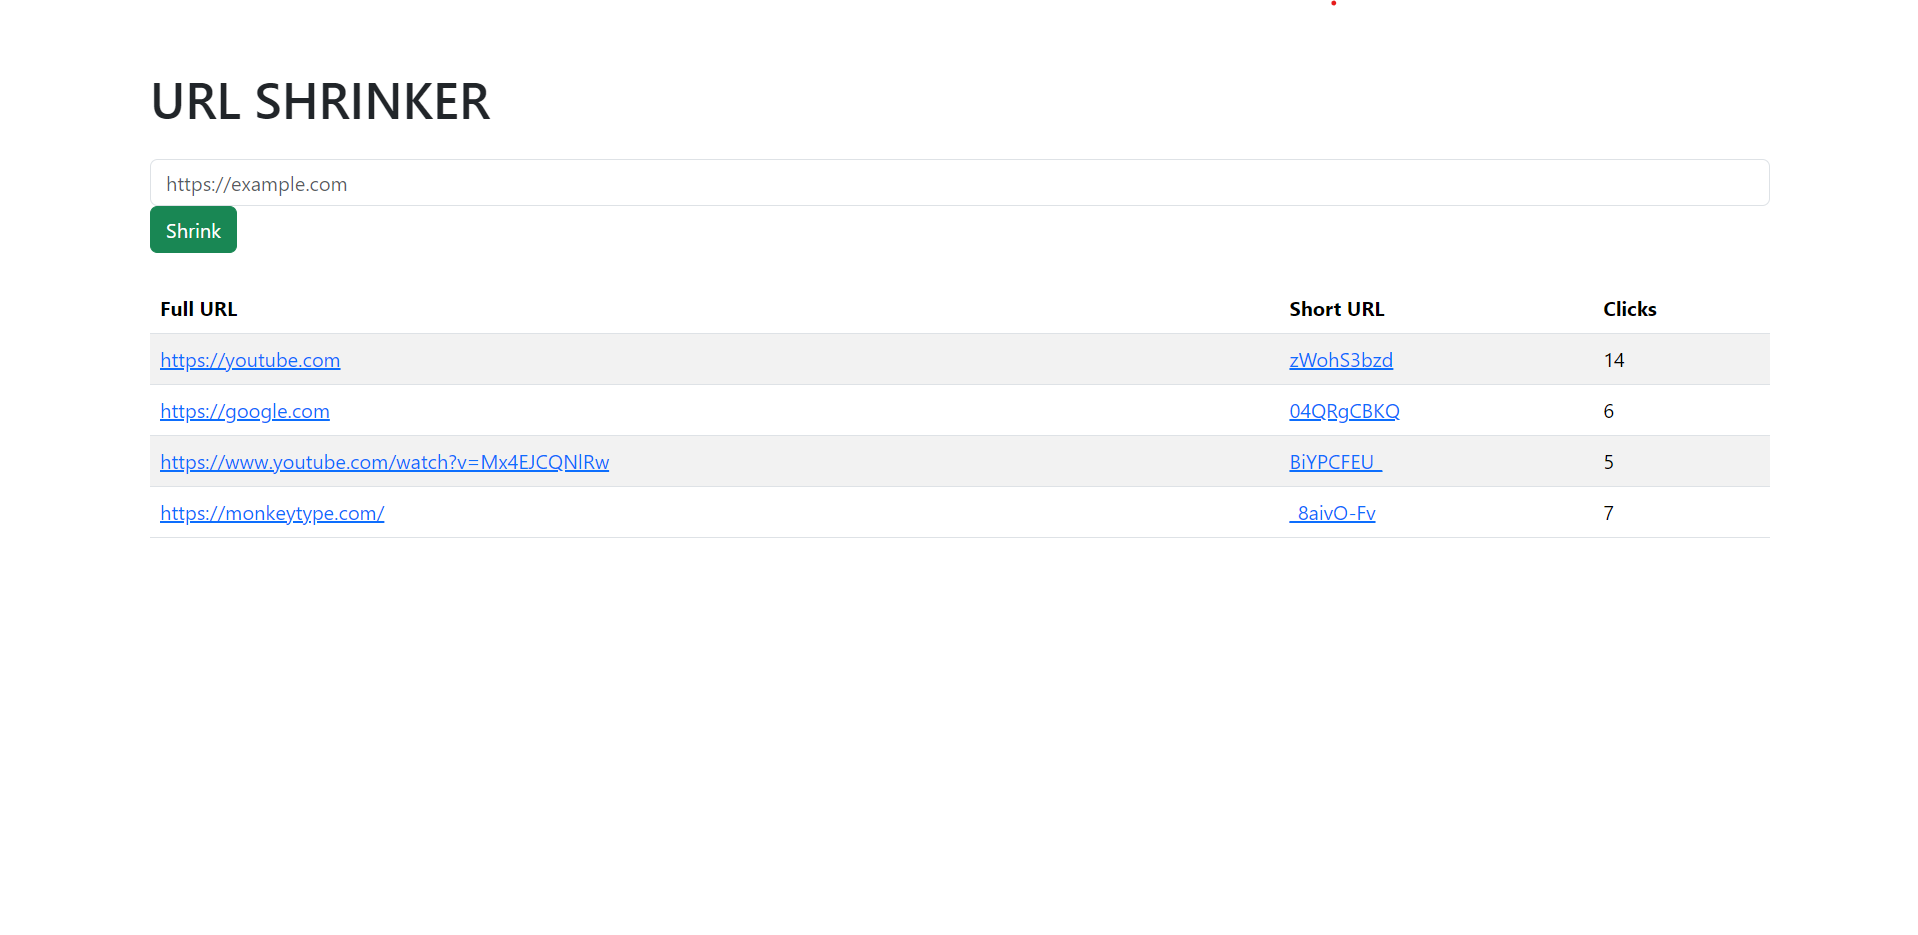 URL SHRINKER
https://example.com
Shrink
Full URL Short URL Clicks
https://youtube.com zWohS3bzd 14
https://google.com 04QRgCBKQ 6
https://www.youtube.com/watch?v=Mx4EJCQNlRw BiYPCFEU_ 5
https://monkeytype.com/ _8aivO-Fv 7